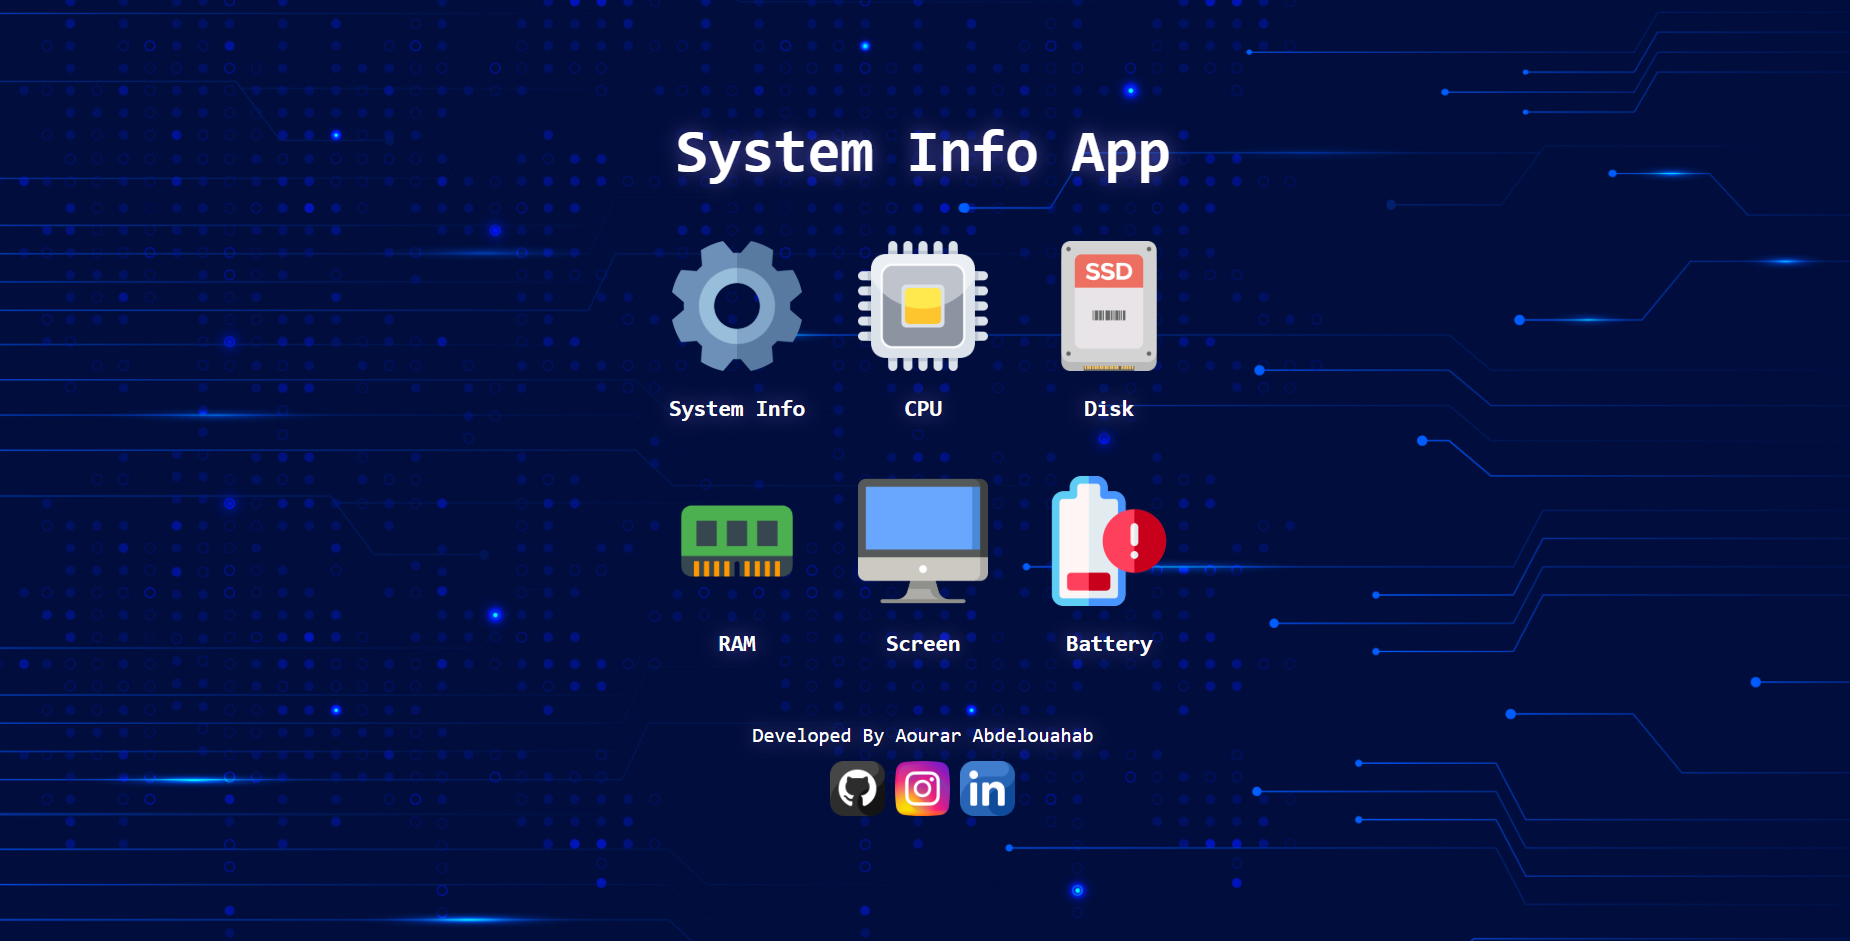 System Info App
SSD
System Info
CPU
Disk
RAM
Screen
Battery
Developed By Aourar Abdelouahab
in